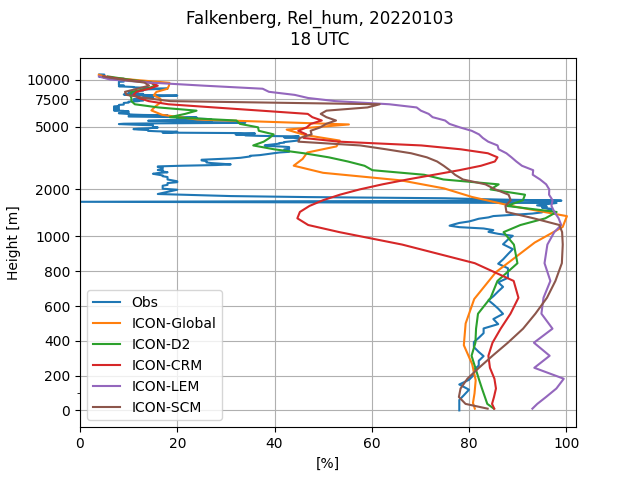 Falkenberg, Rel_hum, 20220103
18 UTC
10000
7500
5000
2000
1000
800
600
400
200
0
Height [m]
Obs
ICON-Global
ICON-D2
ICON-CRM
ICON-LEM
ICON-SCM
0 20 40 60 80 100
[%]